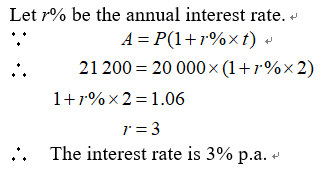 Let r% be the annual interest rate.
∵ A = P(1+r%×t)
∴ 21 200 = 20 000×(1+r%×2)
1+r%×2 = 1.06
r = 3
∴ The interest rate is 3% p.a.